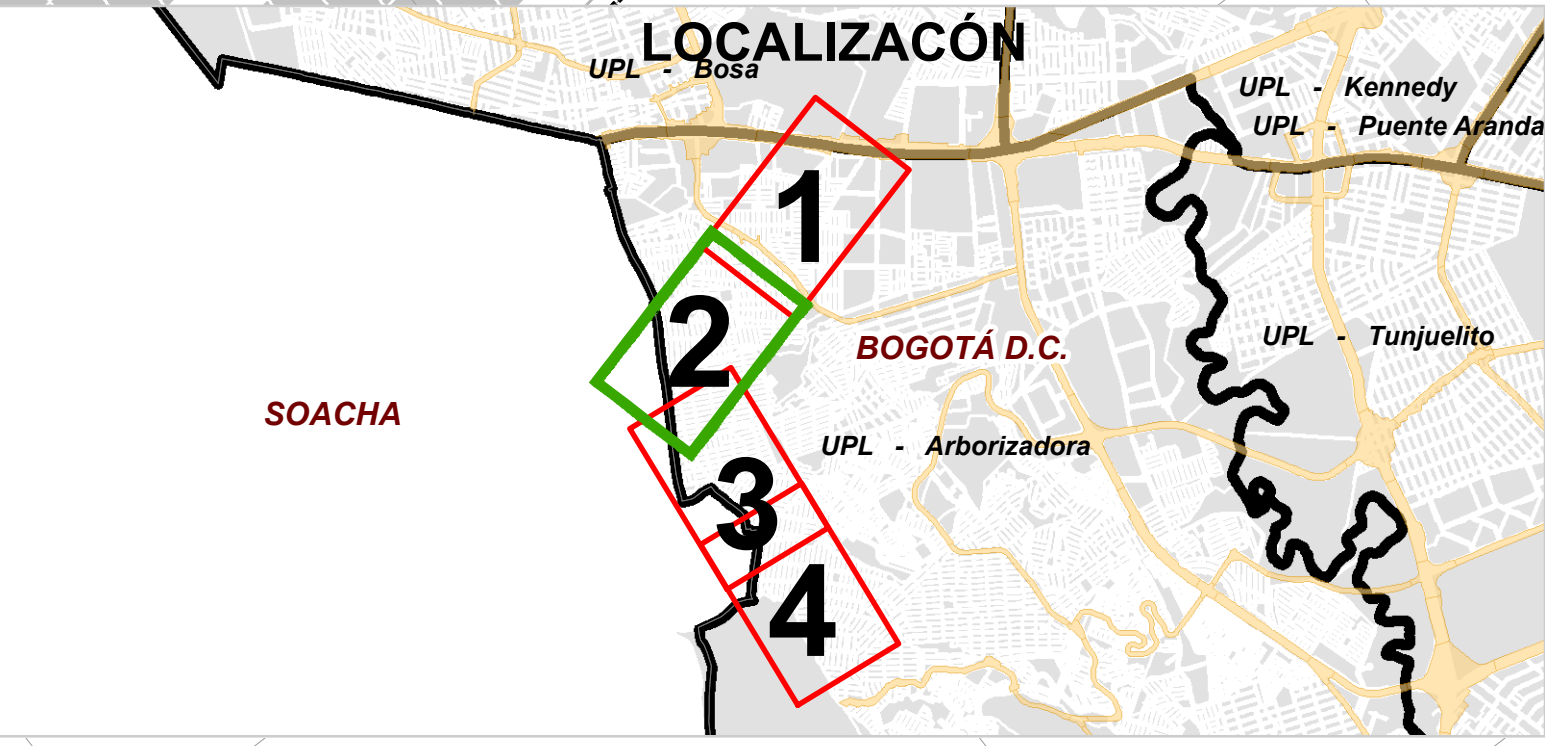 LOCALIZACÓN
UPL - Bosa
UPL - Kennedy
UPL - Puente Aranda
1
2
UPL - Tunjuelito
BOGOTÁ D.C.
SOACHA
UPL - Arborizadora
3
4